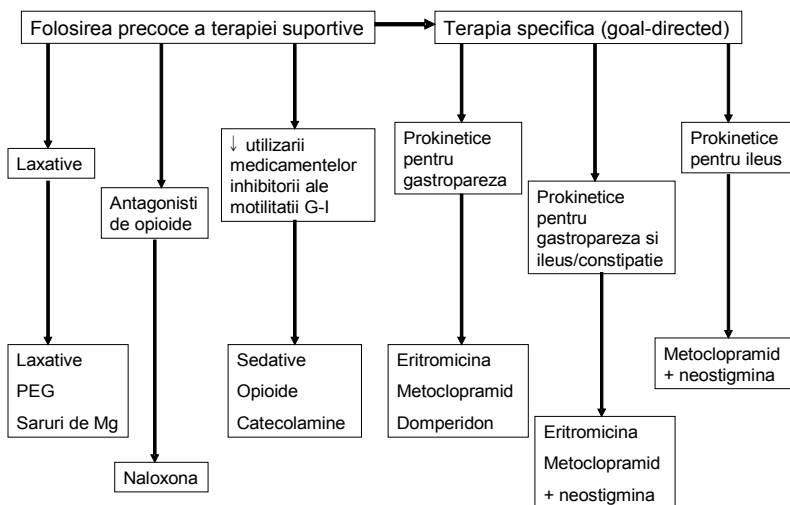 Folosirea precoce a terapiei suportive
Terapia specifica (goal-directed)
Laxative
Antagonisti
de opioide
↓ utilizarii
medicamentelor
inhibitorii ale
motilitatii G-I
Prokinetice
pentru
gastropareza
Prokinetice
pentru
gastropareza si
ileus/constipatie
Prokinetice
pentru ileus
Laxative
PEG
Saruri de Mg
Naloxona
Sedative
Opioide
Catecolamine
Eritromicina
Metoclopramid
Domperidon
Eritromicina
Metoclopramid
+ neostigmina
Metoclopramid
+ neostigmina